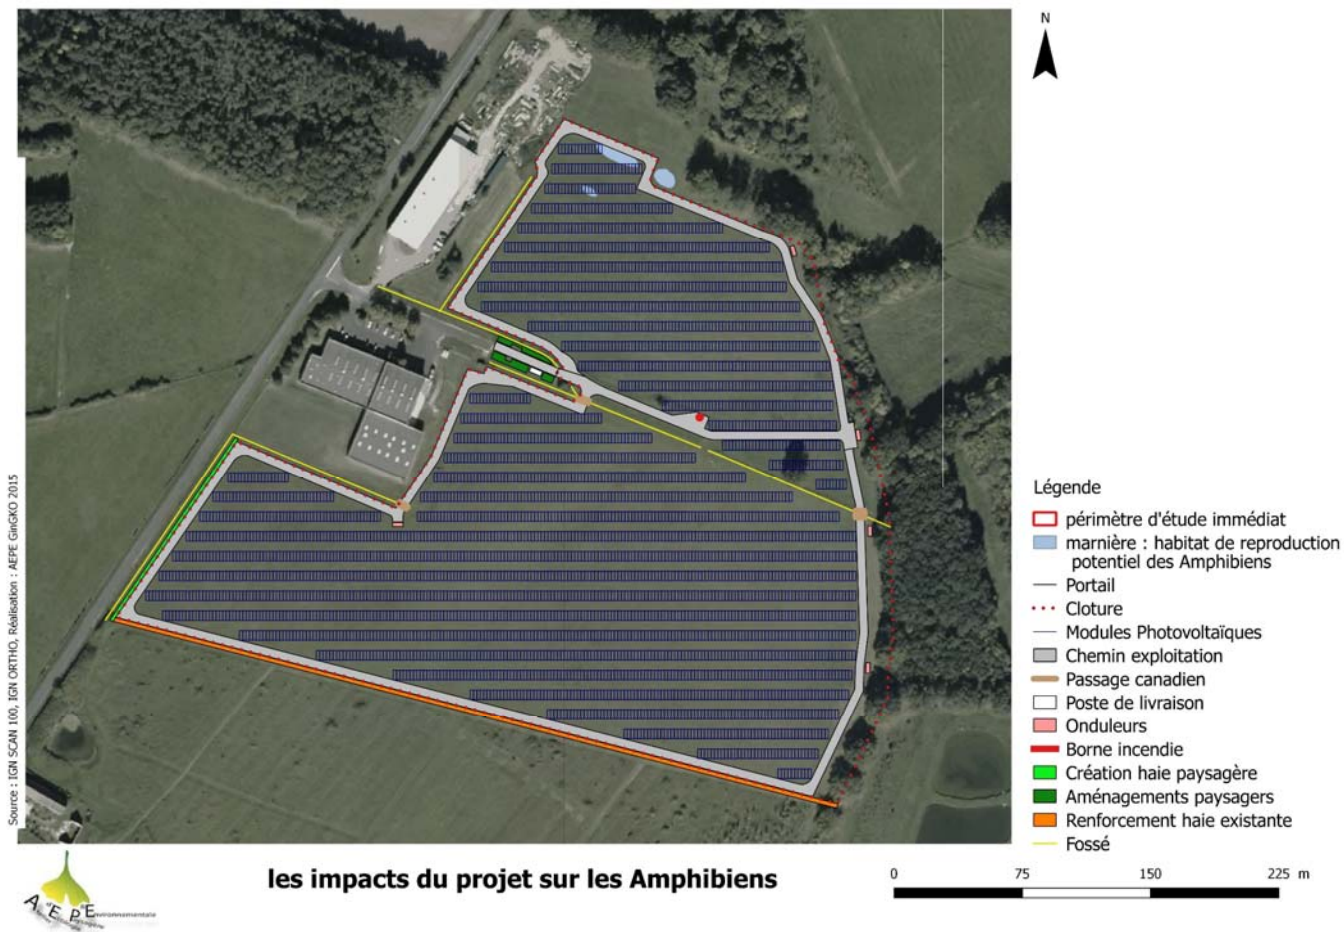 N
Légende
périmètre d'étude immédiat
marnière : habitat de reproduction
potentiel des Amphibiens
Portail
Cloture
Modules Photovoltaïques
Chemin exploitation
Passage canadien
Poste de livraison
Onduleurs
Borne incendie
Création haie paysagère
Aménagements paysagers
Renforcement haie existante
Fossé
Source : IGN SCAN 100, IGN ORTHO, Réalisation : AEPE GinGKO 2015
les impacts du projet sur les Amphibiens
0 75 150 225 m
A E P E nvironnementale